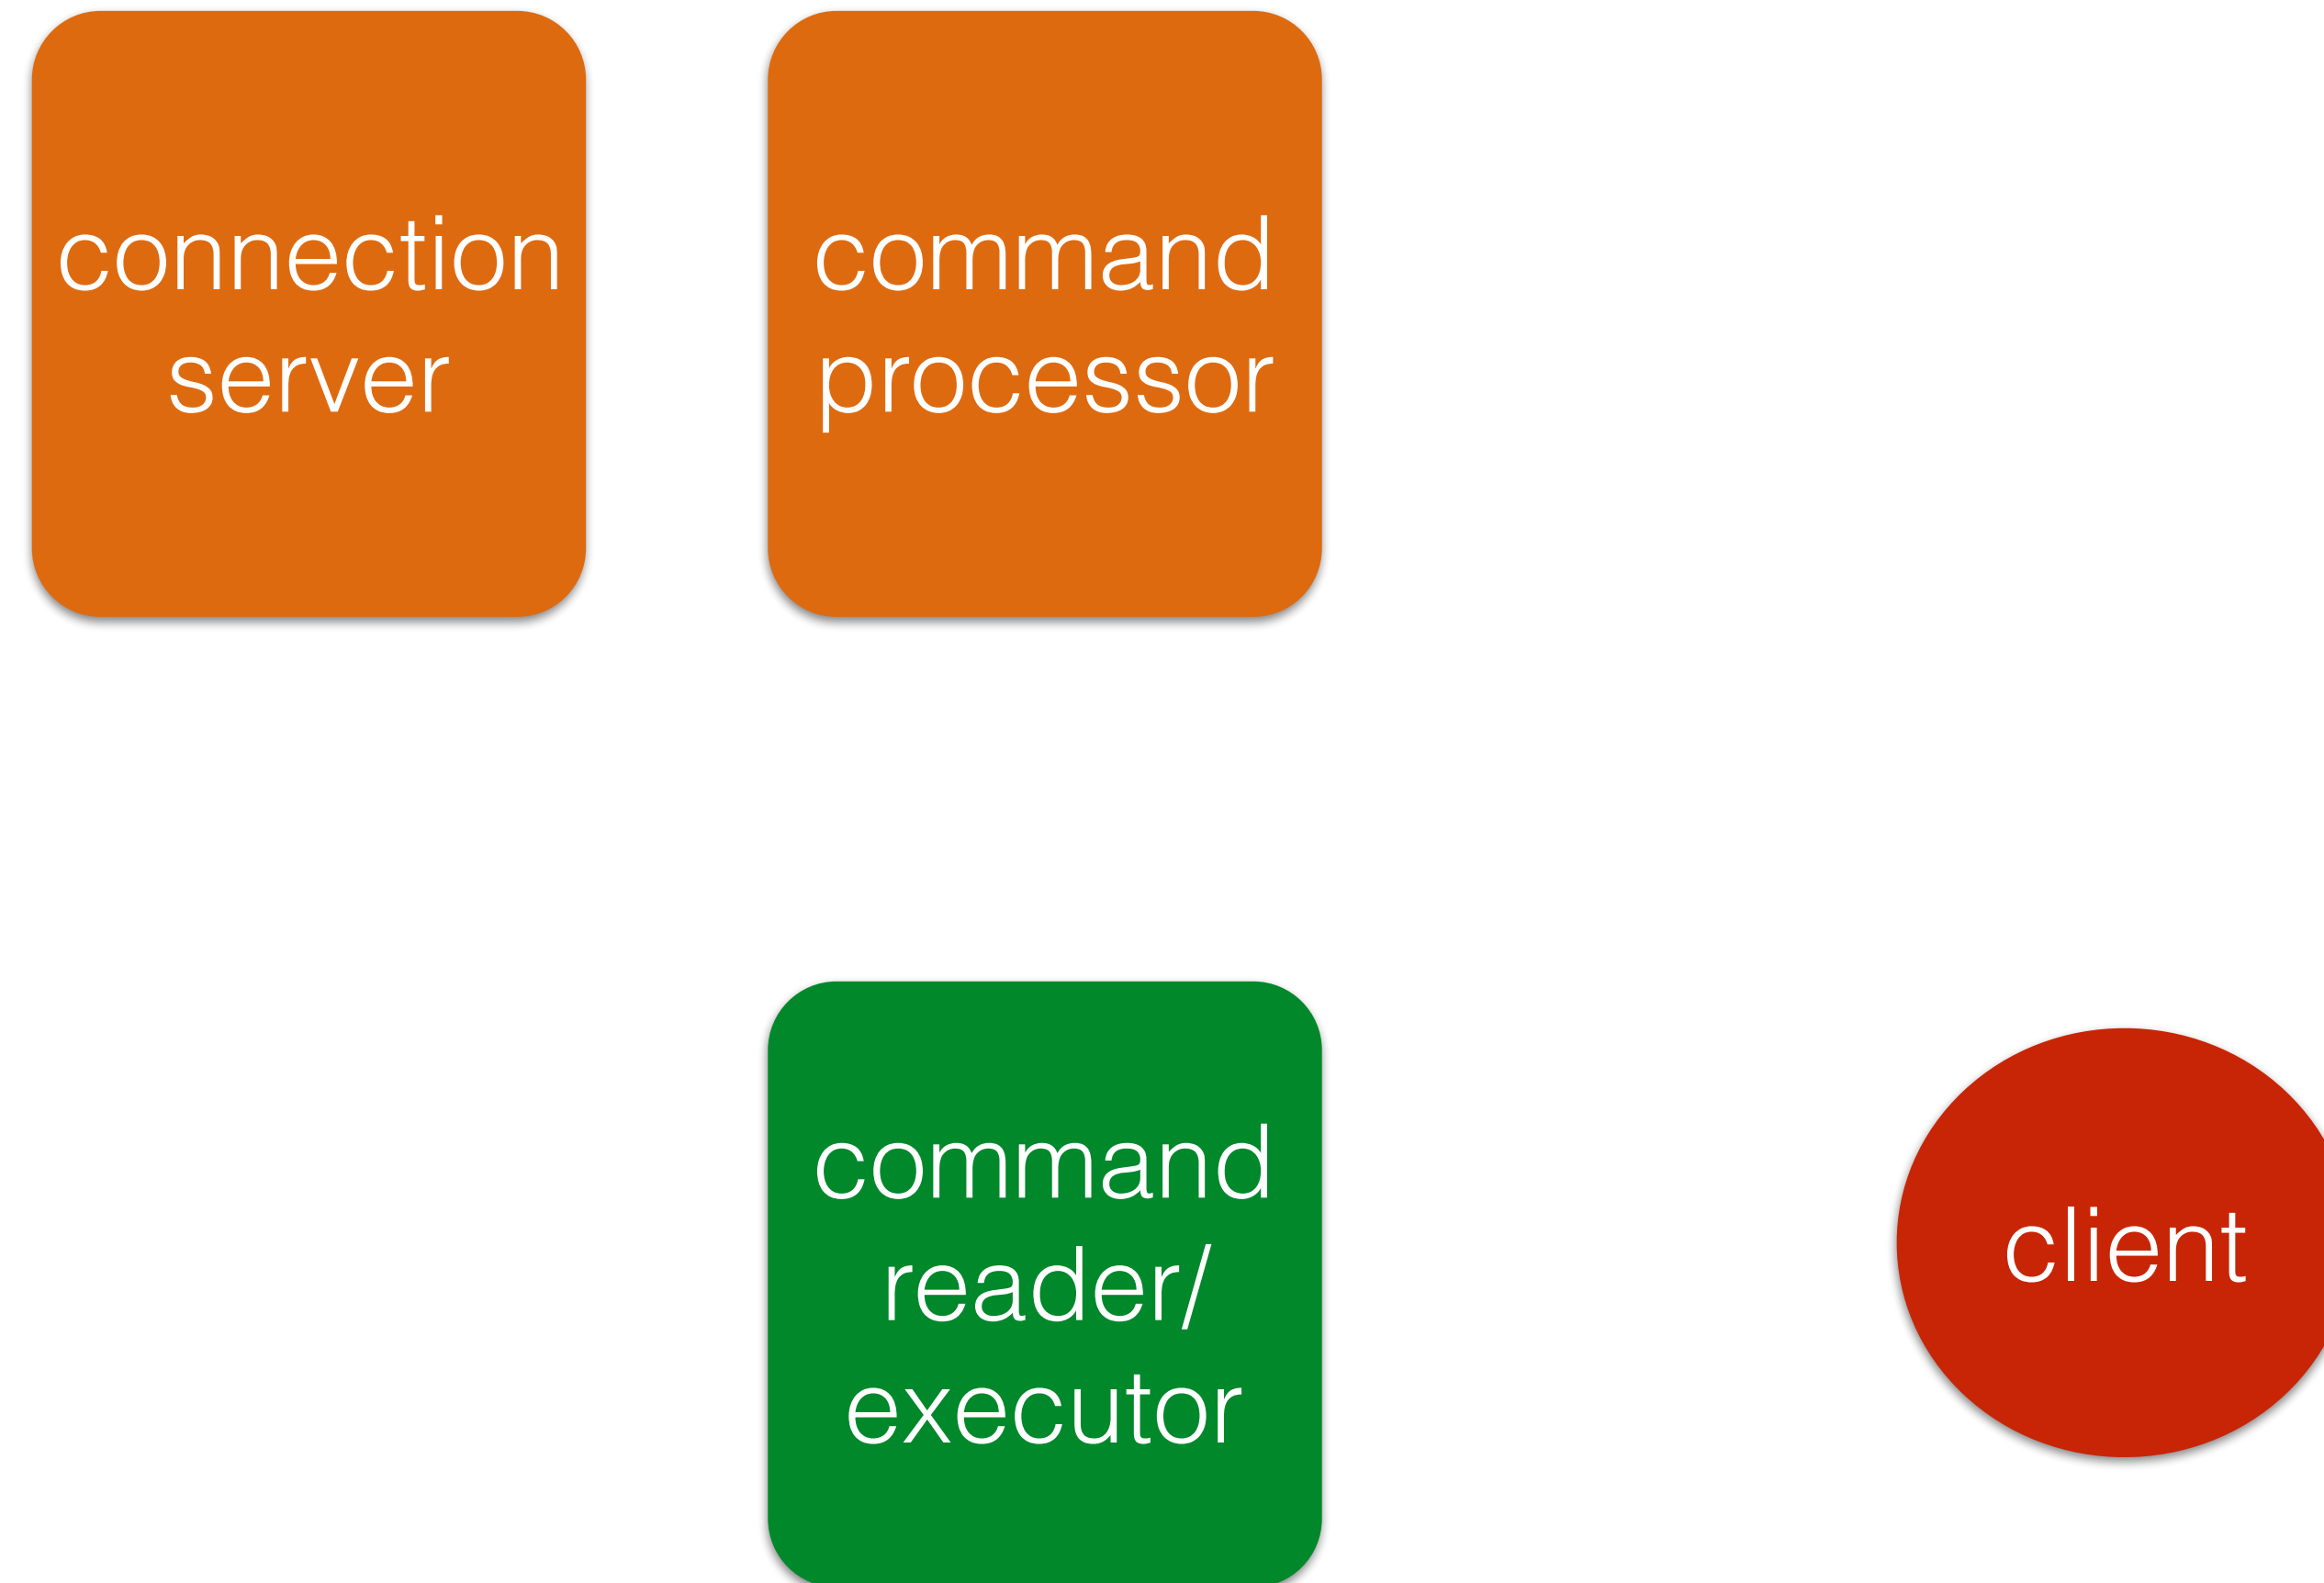 connection
server
command
processor
command
reader/
executor
client